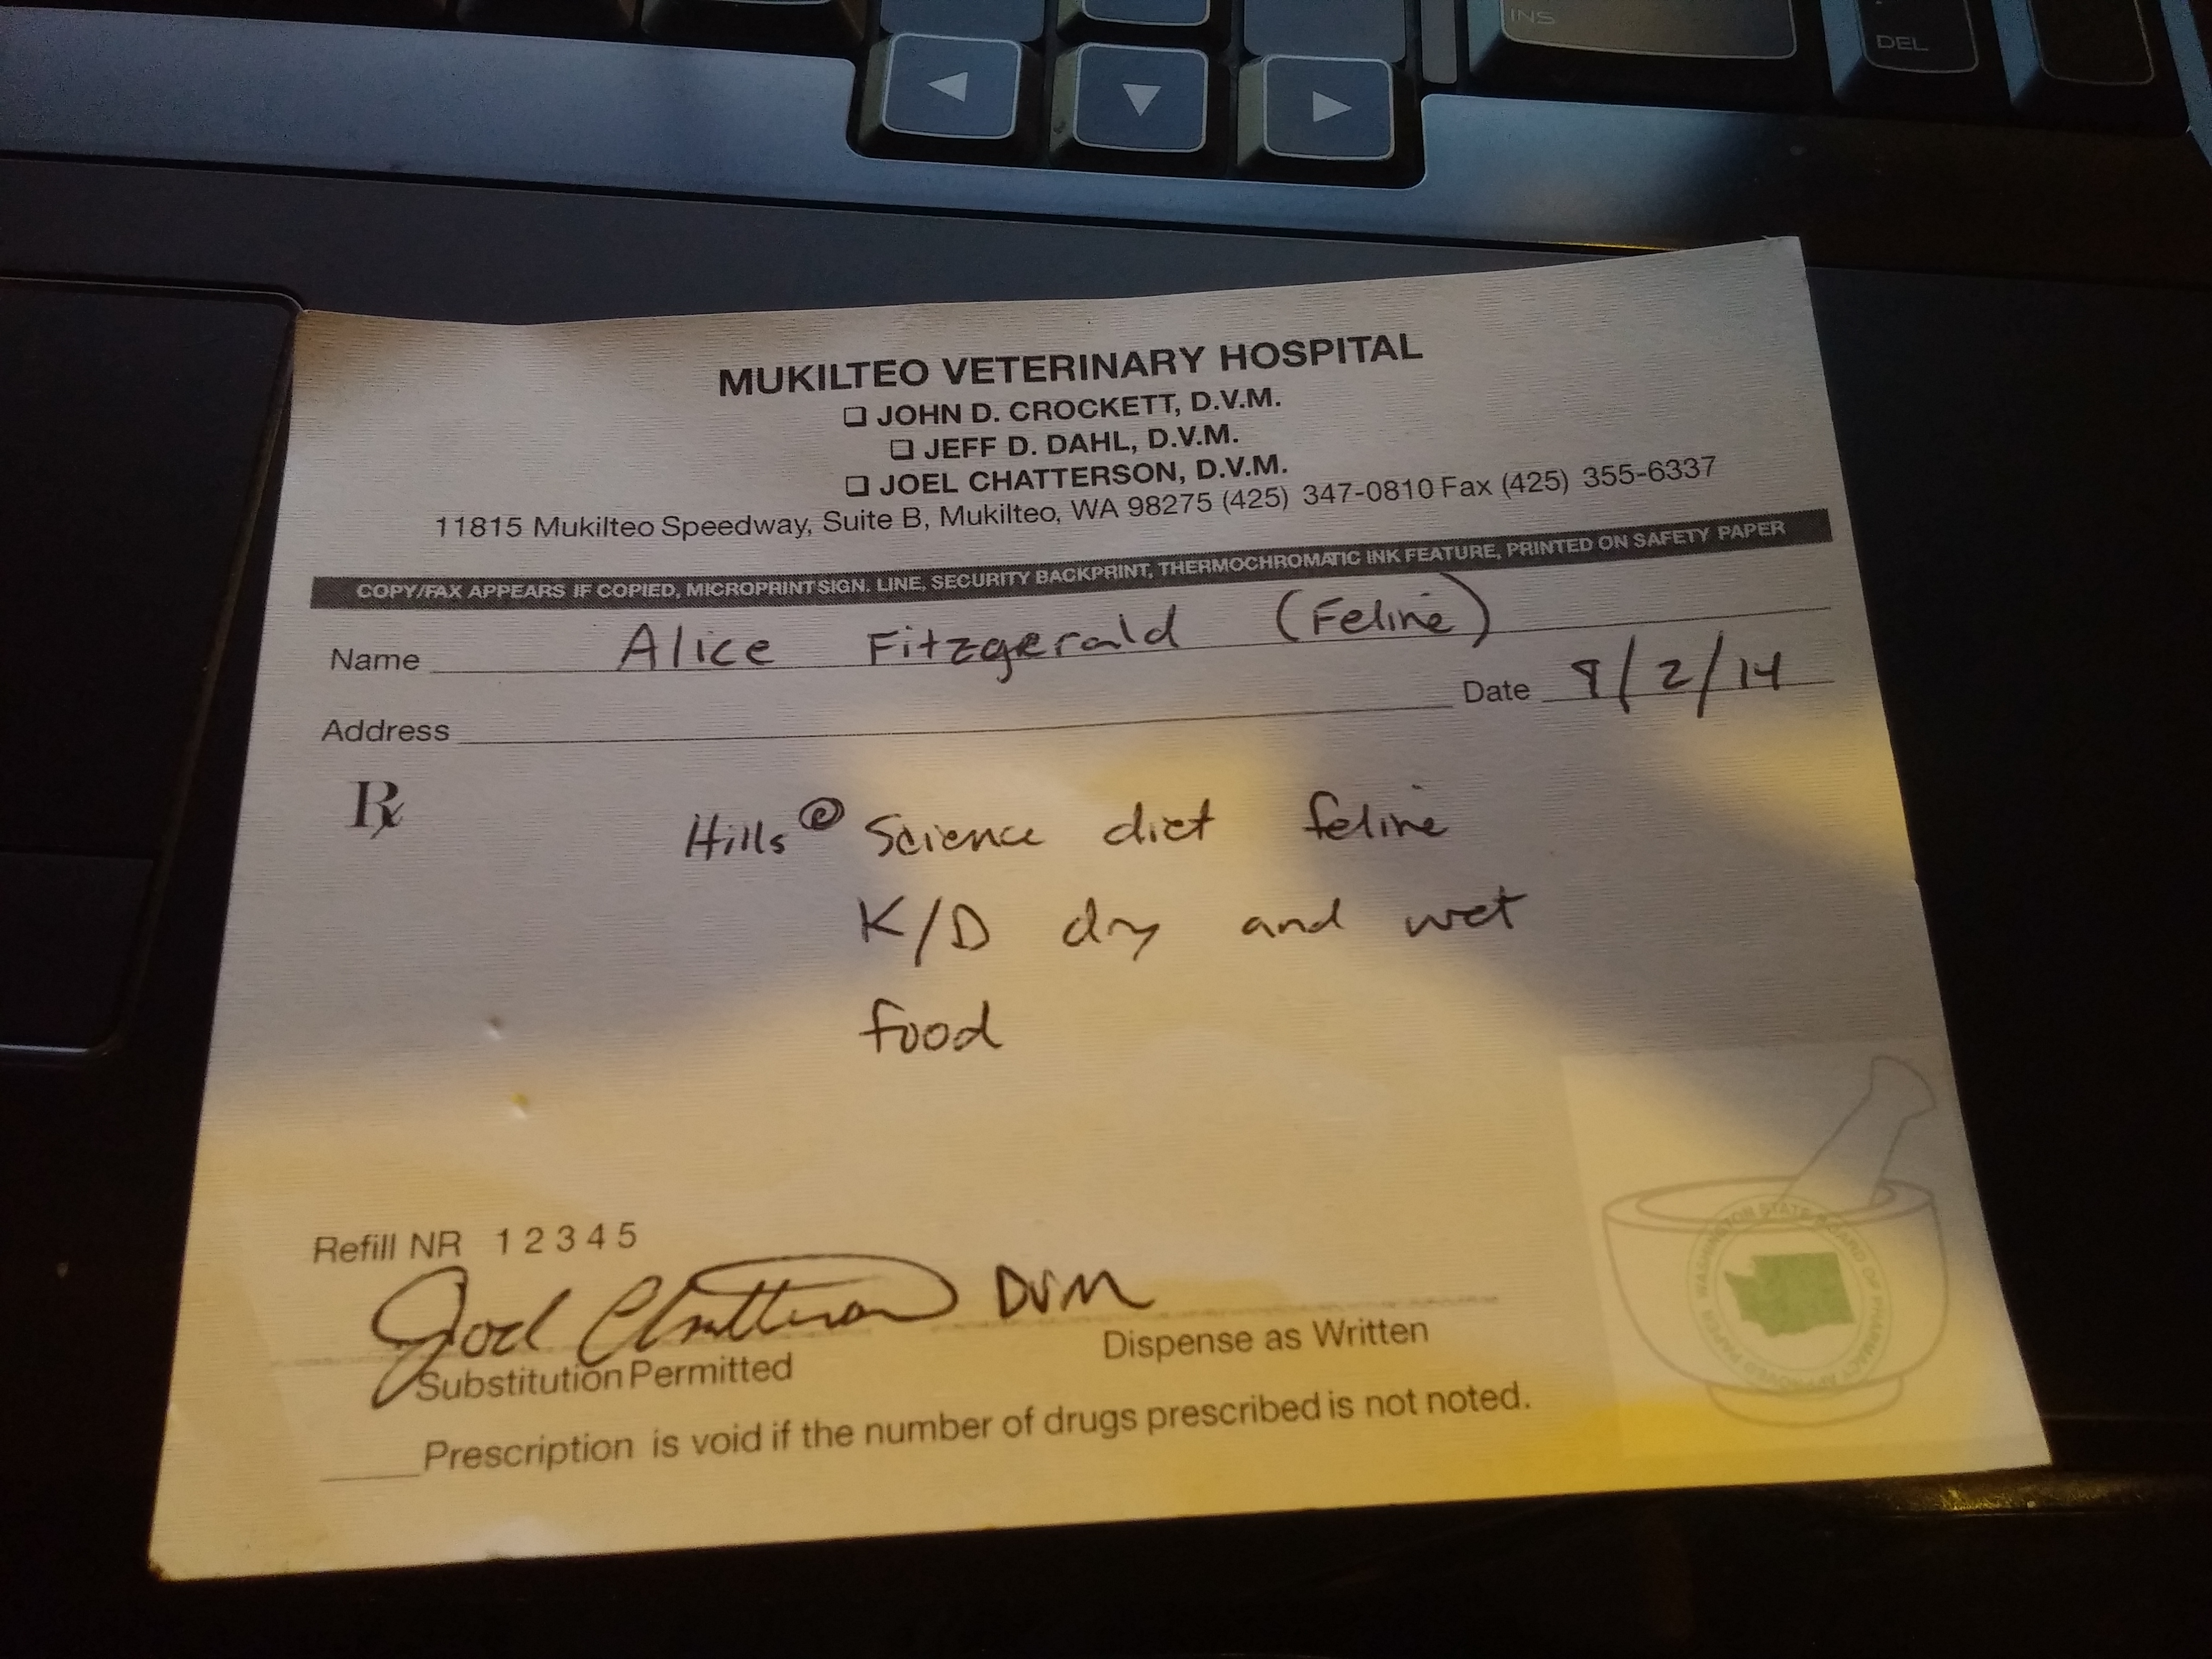 INS
DEL
MUKILTEO VETERINARY HOSPITAL
❏ JOHN D. CROCKETT, D.V.M.
❏ JEFF D. DAHL, D.V.M.
❏ JOEL CHATTERSON, D.V.M.
11815 Mukilteo Speedway, Suite B, Mukilteo, WA 98275 (425) 347-0810 Fax (425) 355-6337
COPY/FAX APPEARS IF COPIED, MICROPRINT SIGN. LINE, SECURITY BACKPRINT, THERMOCHROMATIC INK FEATURE, PRINTED ON SAFETY PAPER
Name Alice Fitzgerald (Feline)
Address Date 8/2/14
Rx
Hills® Science diet feline
K/D dry and wet
food
Refill NR 1 2 3 4 5
Joel Chatterson DVM
Substitution Permitted Dispense as Written
Prescription is void if the number of drugs prescribed is not noted.
WASHINGTON STATE BOARD OF PHARMACY APPROVED PAPER